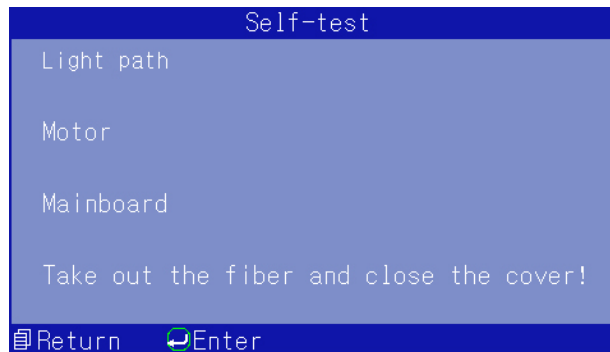 Self-test
Light path
Motor
Mainboard
Take out the fiber and close the cover!
Return Enter